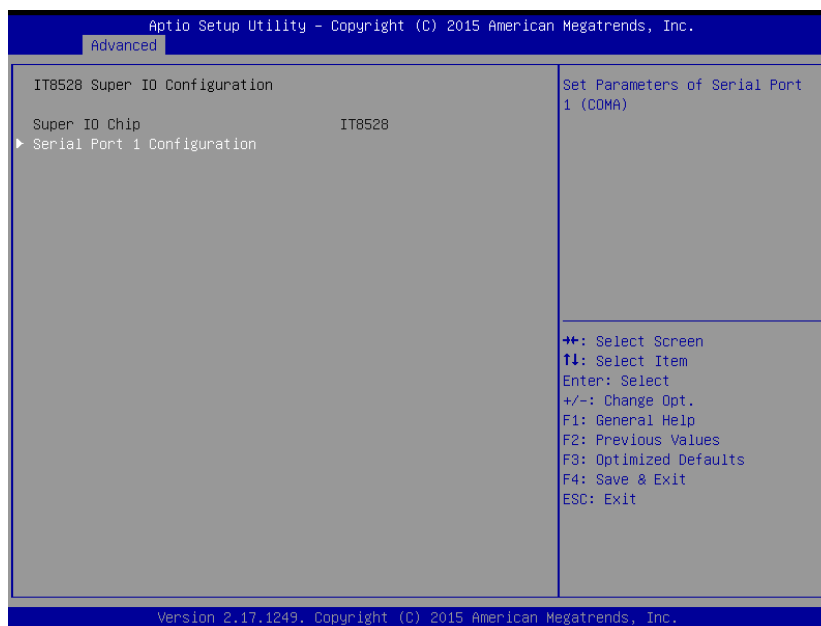 Aptio Setup Utility – Copyright (C) 2015 American Megatrends, Inc.
Advanced
IT8528 Super IO Configuration
Super IO Chip IT8528
▶ Serial Port 1 Configuration
Set Parameters of Serial Port
1 (COMA)
→←: Select Screen
↑↓: Select Item
Enter: Select
+/-: Change Opt.
F1: General Help
F2: Previous Values
F3: Optimized Defaults
F4: Save & Exit
ESC: Exit
Version 2.17.1249. Copyright (C) 2015 American Megatrends, Inc.